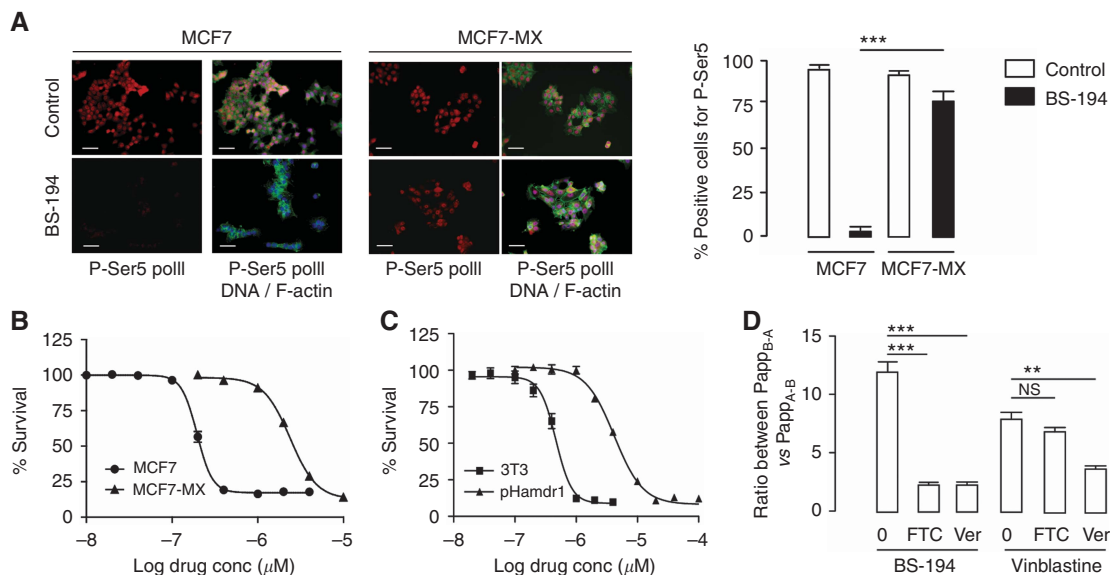 A
MCF7
MCF7-MX
Control
BS-194
P-Ser5 polII
P-Ser5 polII
DNA / F-actin
P-Ser5 polII
P-Ser5 polII
DNA / F-actin
***
% Positive cells for P-Ser5
100
75
50
25
0
MCF7
MCF7-MX
Control
BS-194
B
% Survival
125
100
75
50
25
0
MCF7
MCF7-MX
–8
–7
–6
–5
Log drug conc (μM)
C
% Survival
125
100
75
50
25
0
3T3
pHamdr1
–8
–7
–6
–5
–4
Log drug conc (μM)
D
Ratio between PappB-A
vs PappA-B
15
10
5
0
***
***
**
NS
0 FTC Ver
0 FTC Ver
BS-194
Vinblastine